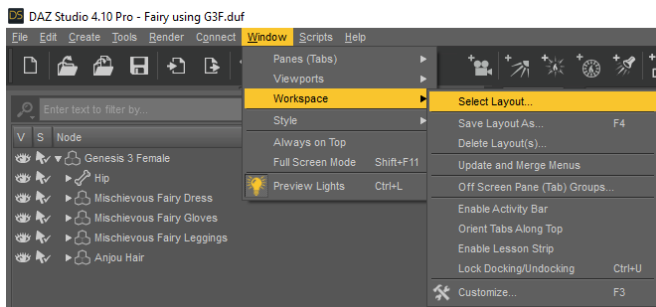 DS DAZ Studio 4.10 Pro - Fairy using G3F.duf
File Edit Create Tools Render Connect Window Scripts Help
Panes (Tabs)
Viewports
Workspace
Style
Always on Top
Full Screen Mode Shift+F11
Preview Lights Ctrl+L
Select Layout...
Save Layout As... F4
Delete Layout(s)...
Update and Merge Menus
Off Screen Pane (Tab) Groups...
Enable Activity Bar
Orient Tabs Along Top
Enable Lesson Strip
Lock Docking/Undocking Ctrl+U
Customize... F3
Enter text to filter by...
V S Node
Genesis 3 Female
Hip
Mischievous Fairy Dress
Mischievous Fairy Gloves
Mischievous Fairy Leggings
Anjou Hair